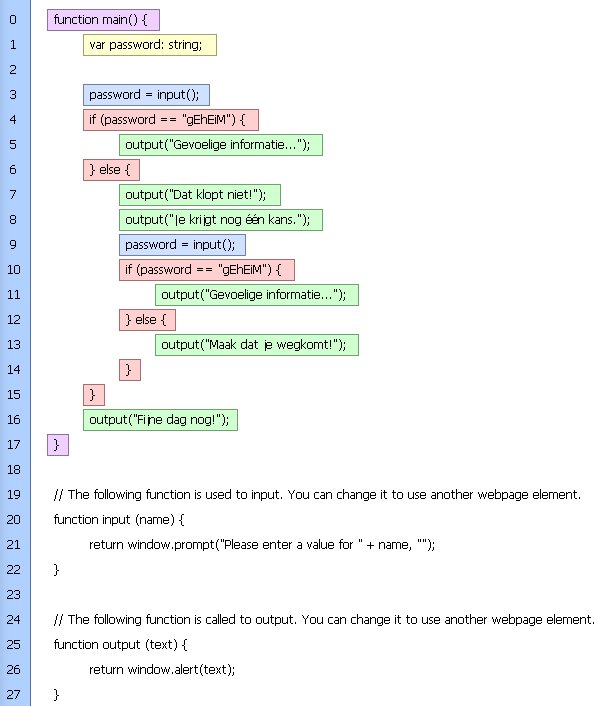 0 function main() {
1 var password: string;
2
3 password = input();
4 if (password == "gEhEiM") {
5 output("Gevoelige informatie...");
6 } else {
7 output("Dat klopt niet!");
8 output("Je krijgt nog één kans.");
9 password = input();
10 if (password == "gEhEiM") {
11 output("Gevoelige informatie...");
12 } else {
13 output("Maak dat je wegkomt!");
14 }
15 }
16 output("Fijne dag nog!");
17 }
18
19 // The following function is used to input. You can change it to use another webpage element.
20 function input (name) {
21 return window.prompt("Please enter a value for " + name, "");
22 }
23
24 // The following function is called to output. You can change it to use another webpage element.
25 function output (text) {
26 return window.alert(text);
27 }